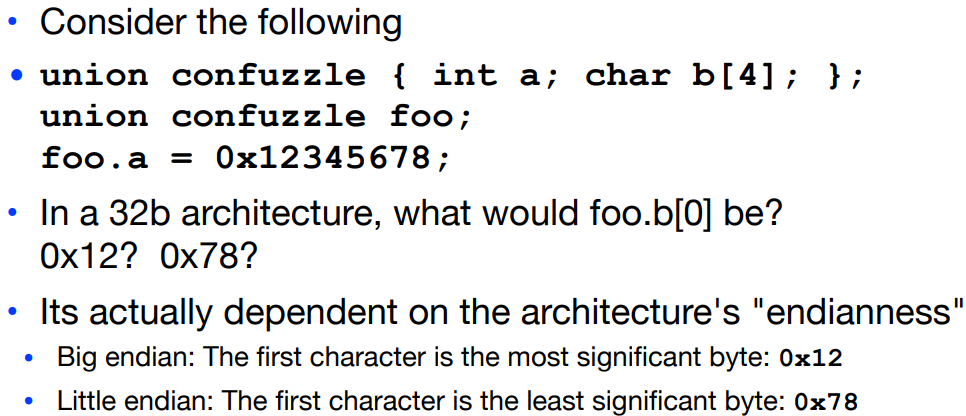 • Consider the following
• union confuzzle { int a; char b[4]; };
union confuzzle foo;
foo.a = 0x12345678;
• In a 32b architecture, what would foo.b[0] be?
0x12? 0x78?
• Its actually dependent on the architecture's "endianness"
• Big endian: The first character is the most significant byte: 0x12
• Little endian: The first character is the least significant byte: 0x78